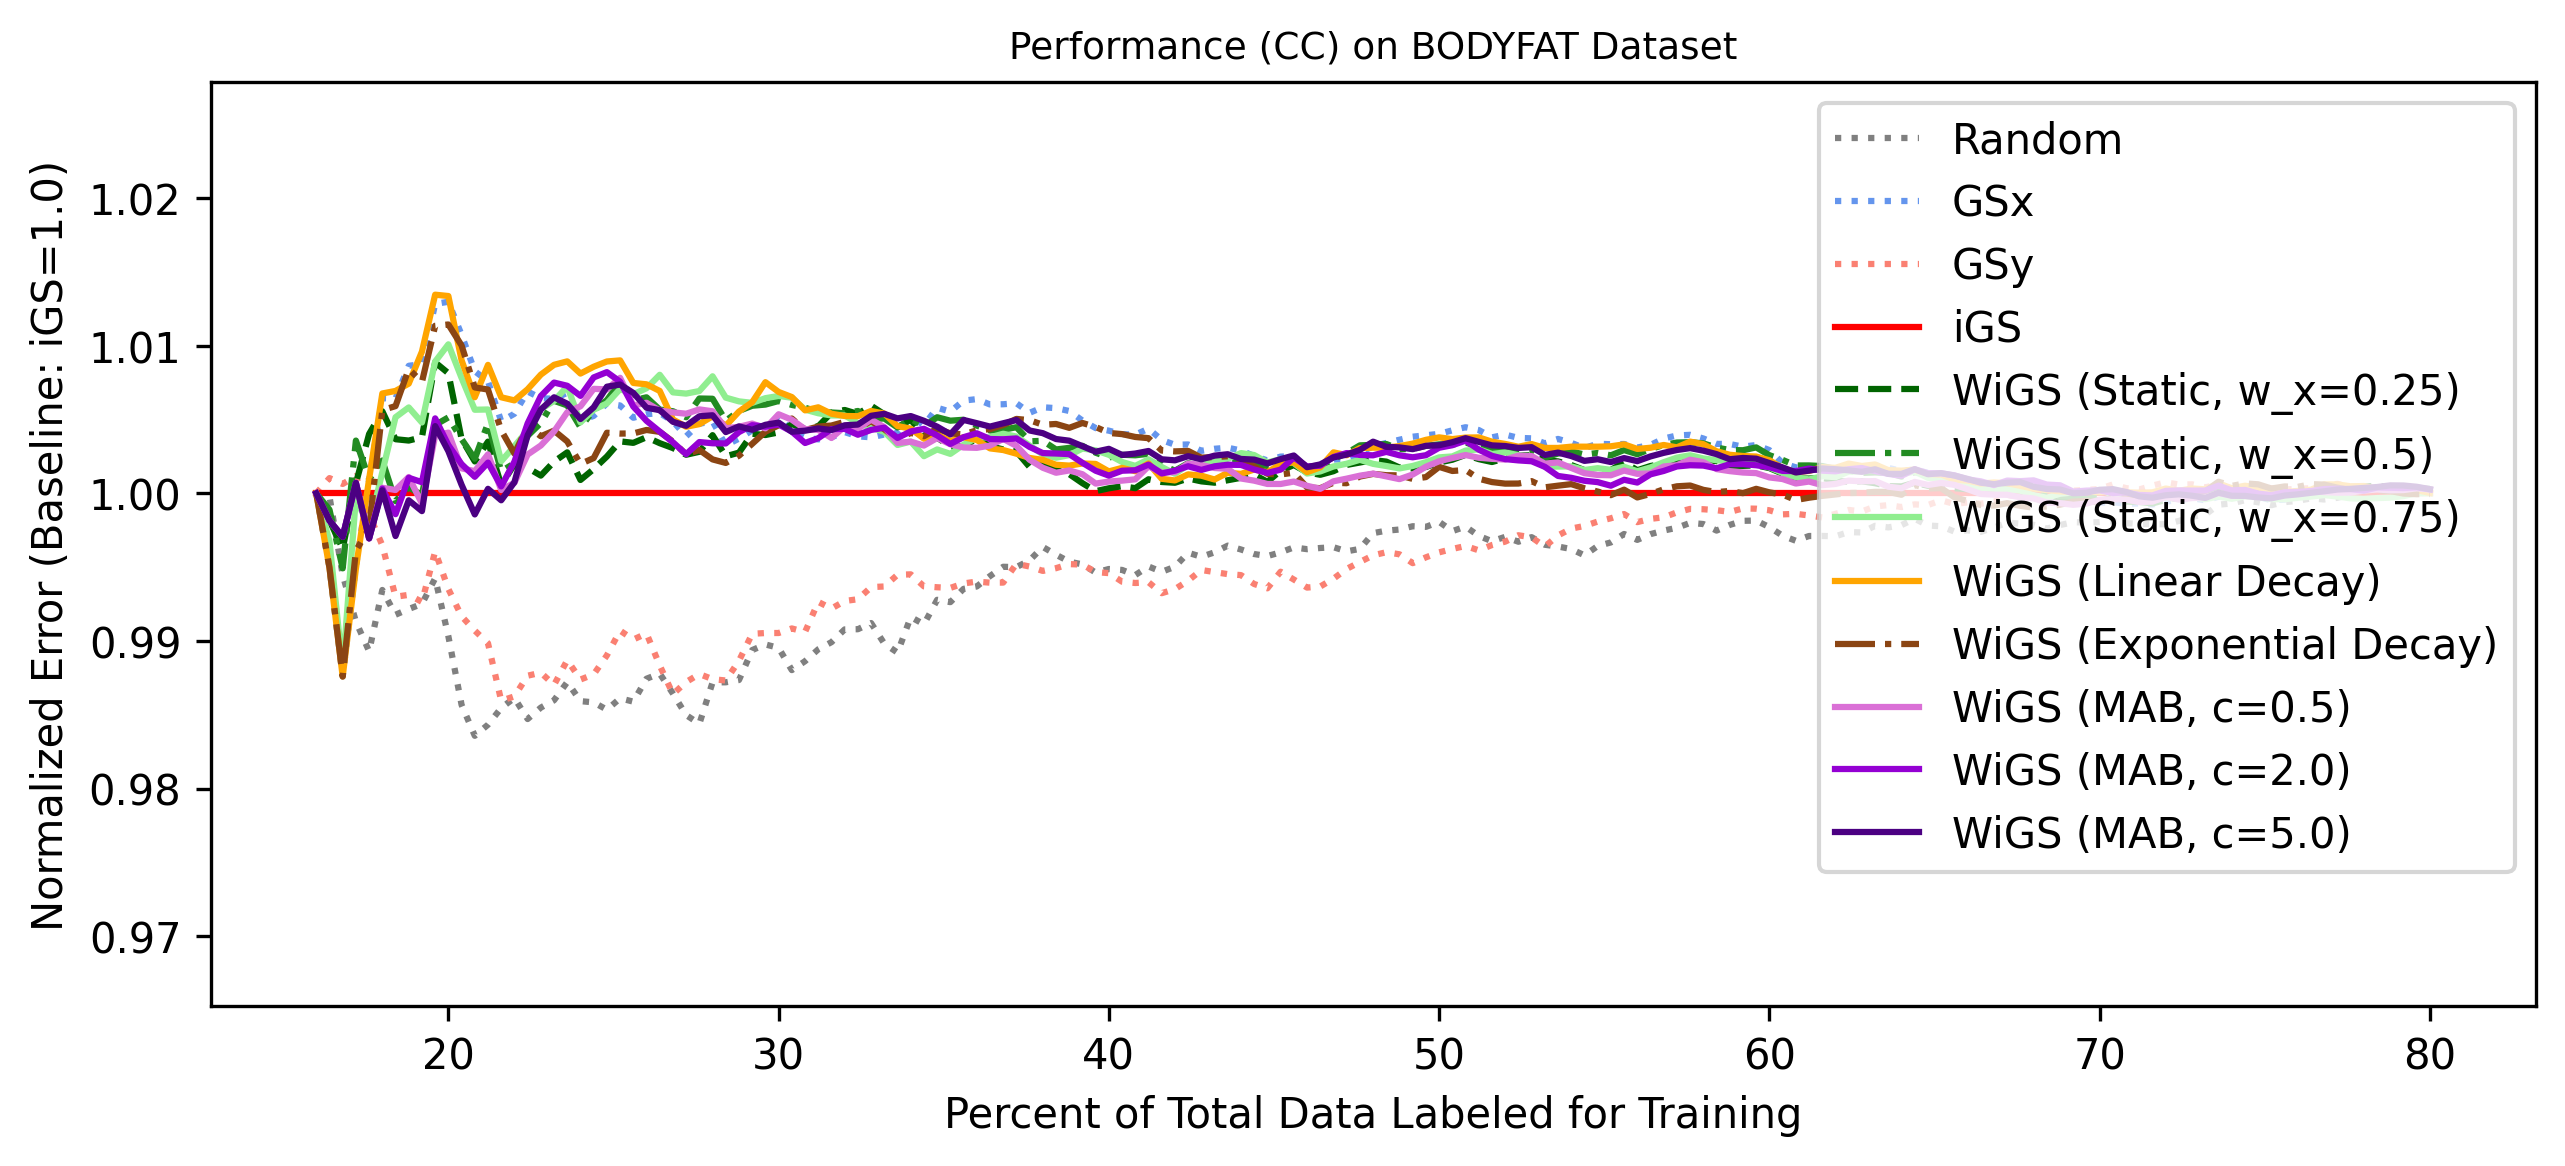 Performance (CC) on BODYFAT Dataset
Normalized Error (Baseline: iGS=1.0)
1.02
1.01
1.00
0.99
0.98
0.97
Random
GSx
GSy
iGS
WiGS (Static, w_x=0.25)
WiGS (Static, w_x=0.5)
WiGS (Static, w_x=0.75)
WiGS (Linear Decay)
WiGS (Exponential Decay)
WiGS (MAB, c=0.5)
WiGS (MAB, c=2.0)
WiGS (MAB, c=5.0)
20 30 40 50 60 70 80
Percent of Total Data Labeled for Training